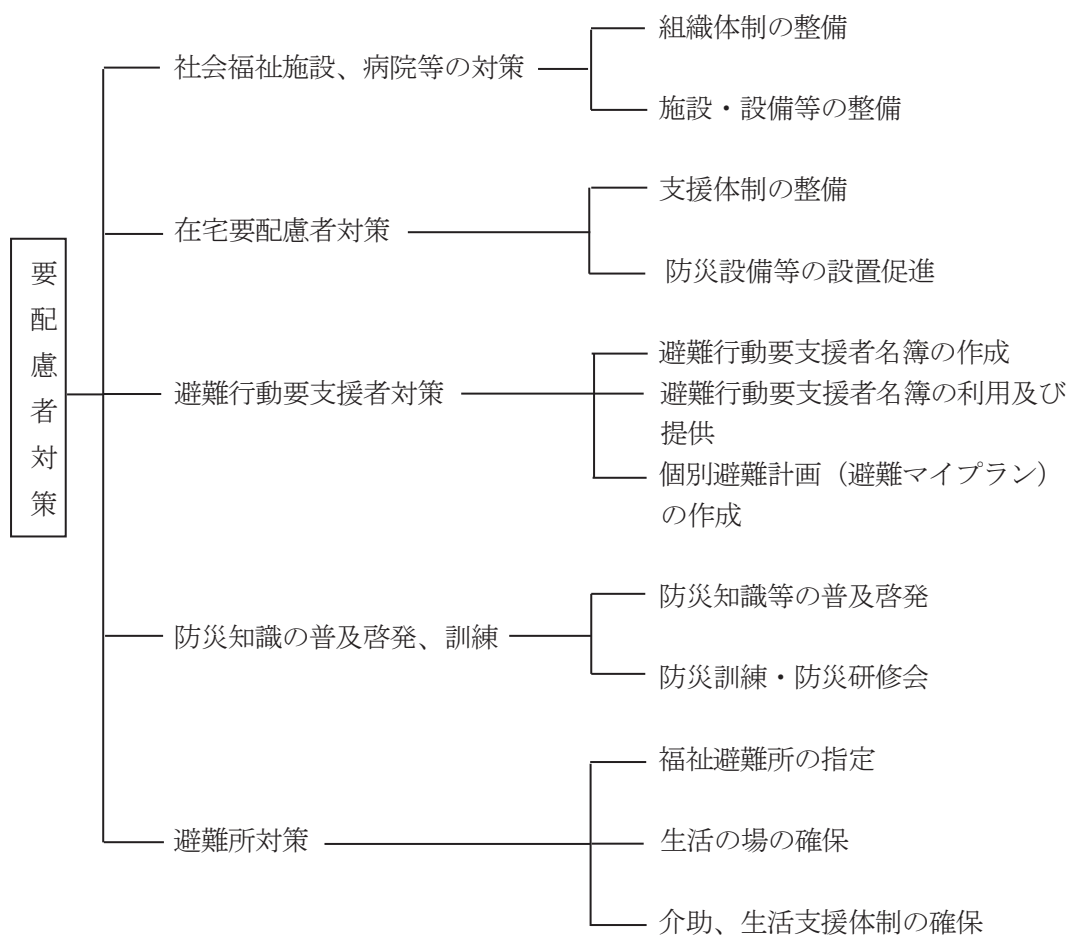 要配慮者対策
社会福祉施設、病院等の対策
組織体制の整備
施設・設備等の整備
在宅要配慮者対策
支援体制の整備
防災設備等の設置促進
避難行動要支援者対策
避難行動要支援者名簿の作成
避難行動要支援者名簿の利用及び
提供
個別避難計画（避難マイプラン）
の作成
防災知識の普及啓発、訓練
防災知識等の普及啓発
防災訓練・防災研修会
避難所対策
福祉避難所の指定
生活の場の確保
介助、生活支援体制の確保